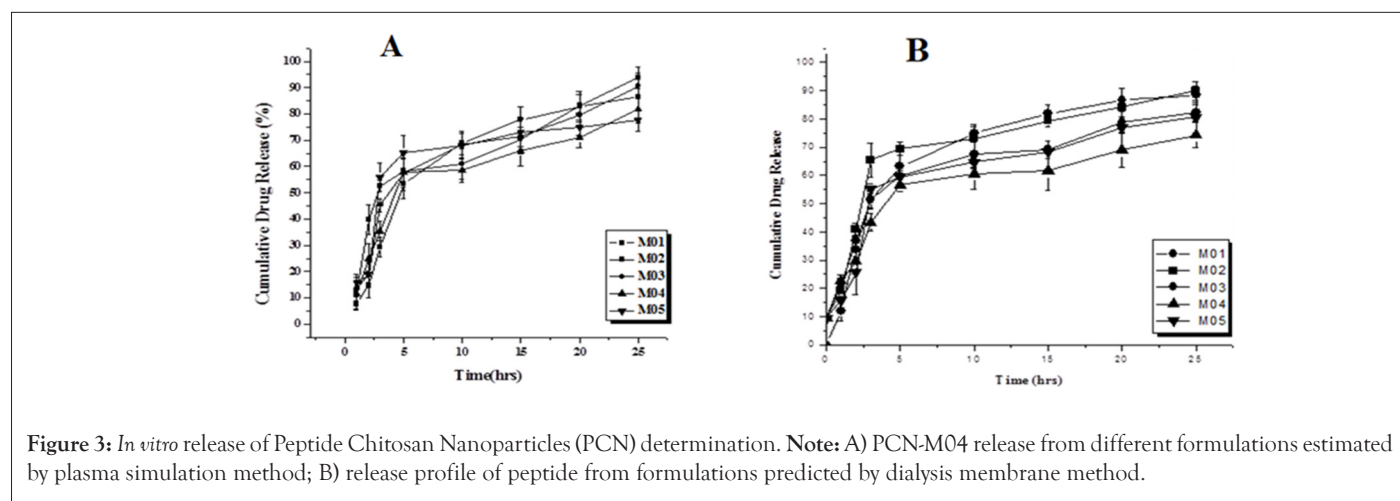 A
Cumulative Drug Release (%)
100
90
80
70
60
50
40
30
20
10
0
0
5
10
15
20
25
Time(hrs)
M01
M02
M03
M04
M05
B
Cumulative Drug Release
100
90
80
70
60
50
40
30
20
10
0
0
5
10
15
20
25
Time (hrs)
M01
M02
M03
M04
M05
Figure 3: In vitro release of Peptide Chitosan Nanoparticles (PCN) determination. Note: A) PCN-M04 release from different formulations estimated
by plasma simulation method; B) release profile of peptide from formulations predicted by dialysis membrane method.